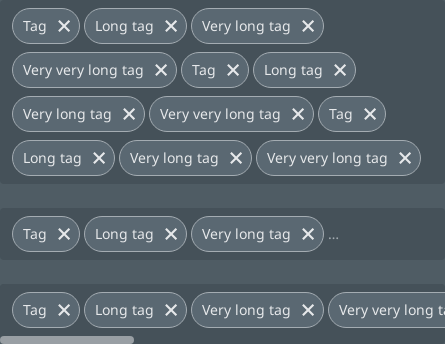 Tag Long tag Very long tag
Very very long tag Tag Long tag
Very long tag Very very long tag Tag
Long tag Very long tag Very very long tag
Tag Long tag Very long tag ...
Tag Long tag Very long tag Very very long